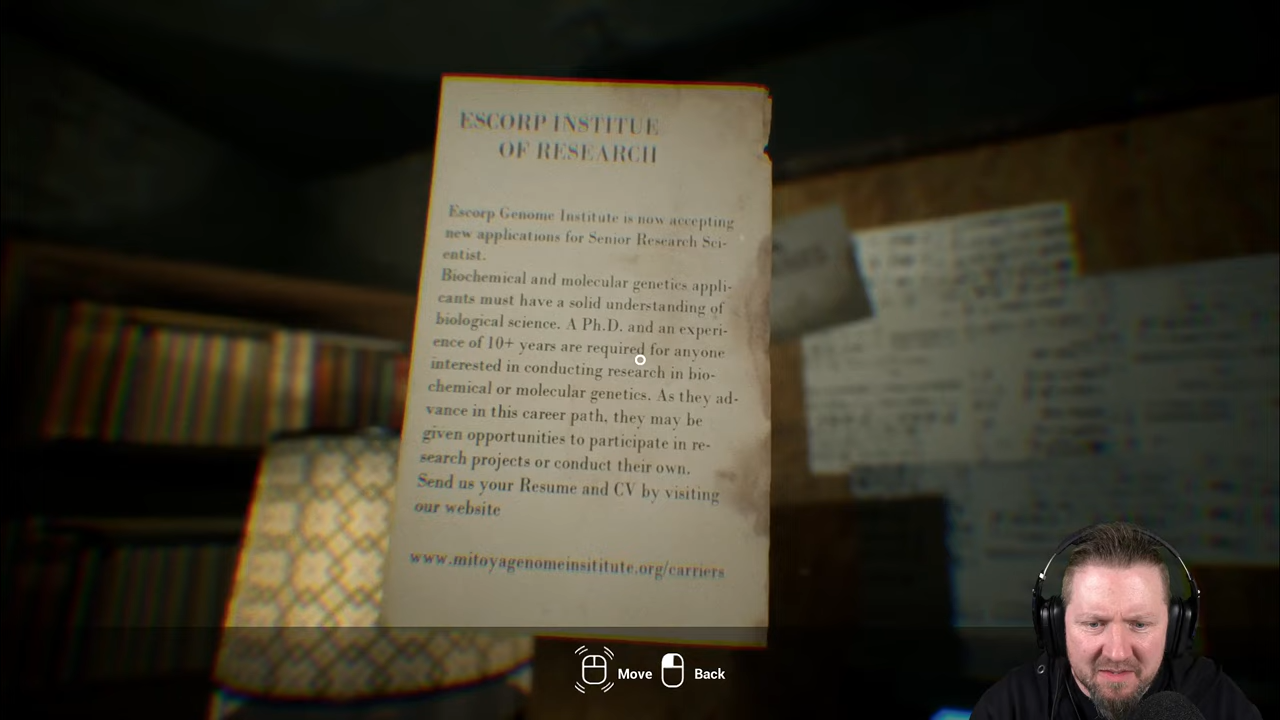 ESCORP INSTITUE
OF RESEARCH
Escorp Genome Institute is now accepting
new applications for Senior Research Sci-
entist.
Biochemical and molecular genetics appli-
cants must have a solid understanding of
biological science. A Ph.D. and an experi-
ence of 10+ years are required for anyone
interested in conducting research in bio-
chemical or molecular genetics. As they ad-
vance in this career path, they may be
given opportunities to participate in re-
search projects or conduct their own.
Send us your Resume and CV by visiting
our website
www.mitoyagenomeinsititute.org/carriers
Move Back